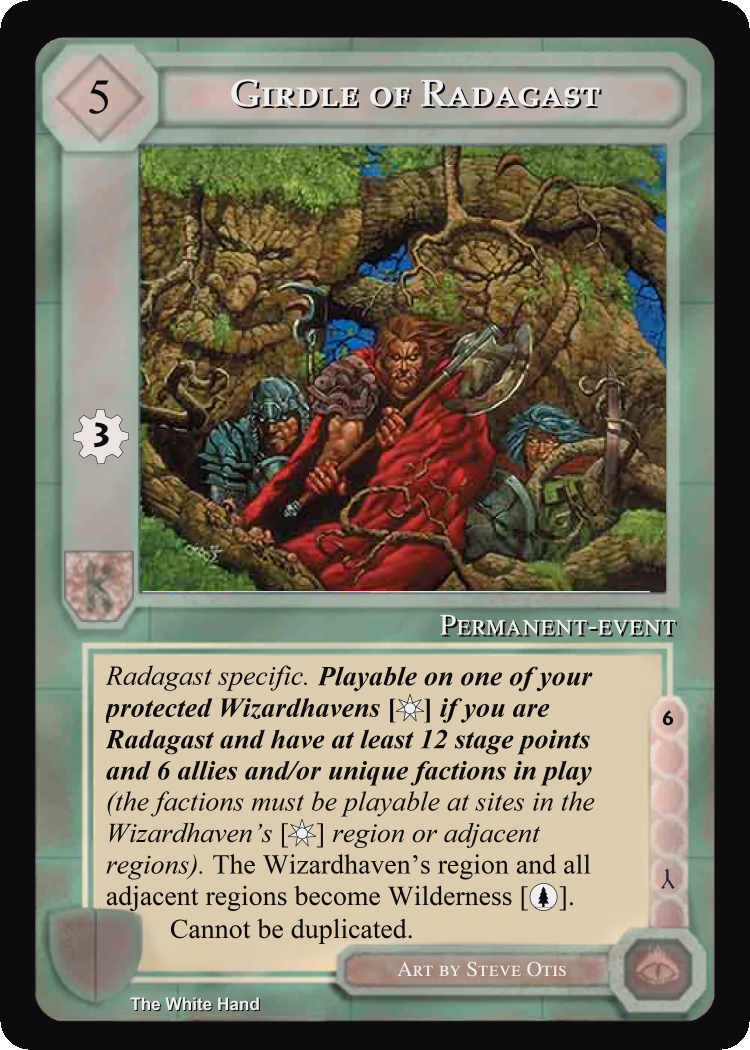 5
Girdle of Radagast
3
K
Permanent-event
Radagast specific. Playable on one of your
protected Wizardhavens [] if you are
Radagast and have at least 12 stage points
and 6 allies and/or unique factions in play
(the factions must be playable at sites in the
Wizardhaven's [] region or adjacent
regions). The Wizardhaven's region and all
adjacent regions become Wilderness [].
Cannot be duplicated.
6
Art by Steve Otis
The White Hand